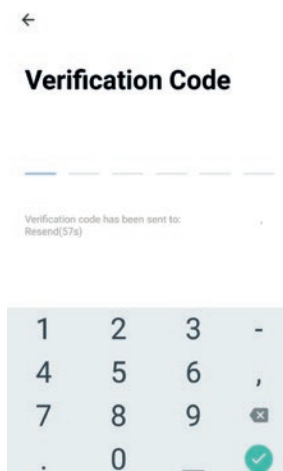 Verification Code
Verification code has been sent to:
Resend(57s)
1 2 3 -
4 5 6 ,
7 8 9
. 0 _